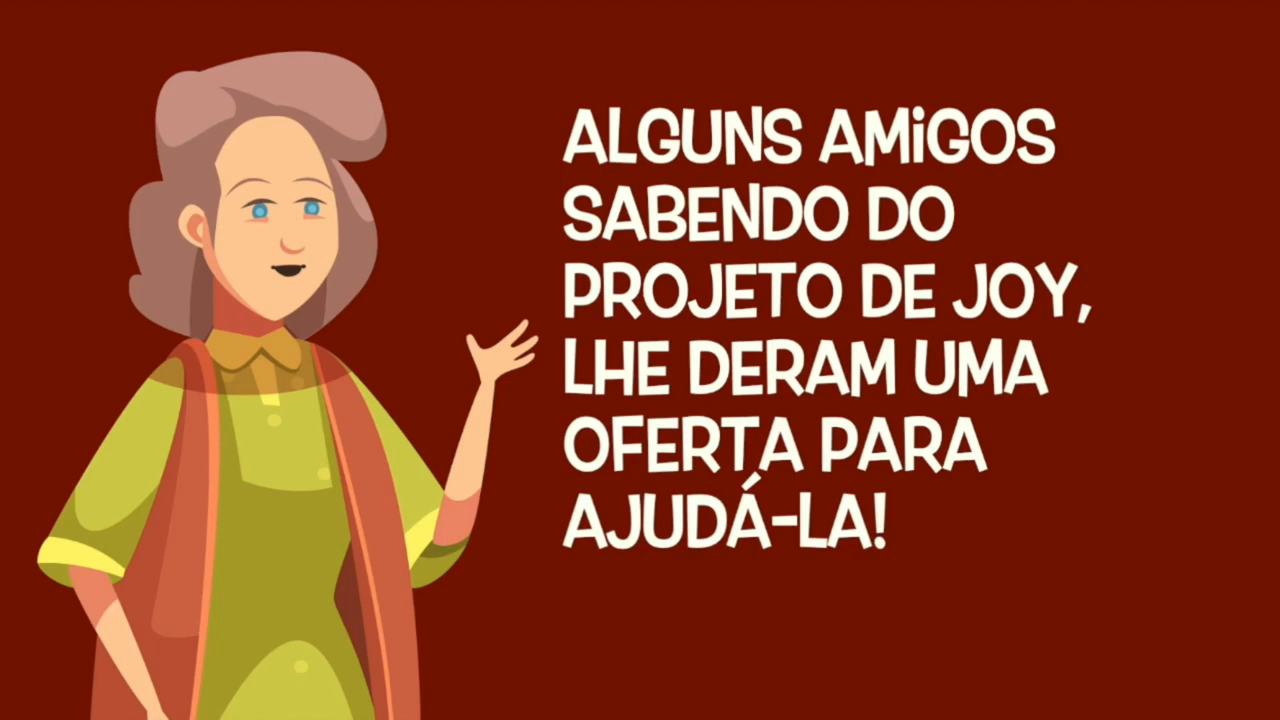 ALGUNS AMiGOS
SABENDO DO
PROJETO DE JOY,
LHE DERAM UMA
OFERTA PARA
AJUDÁ-LA!